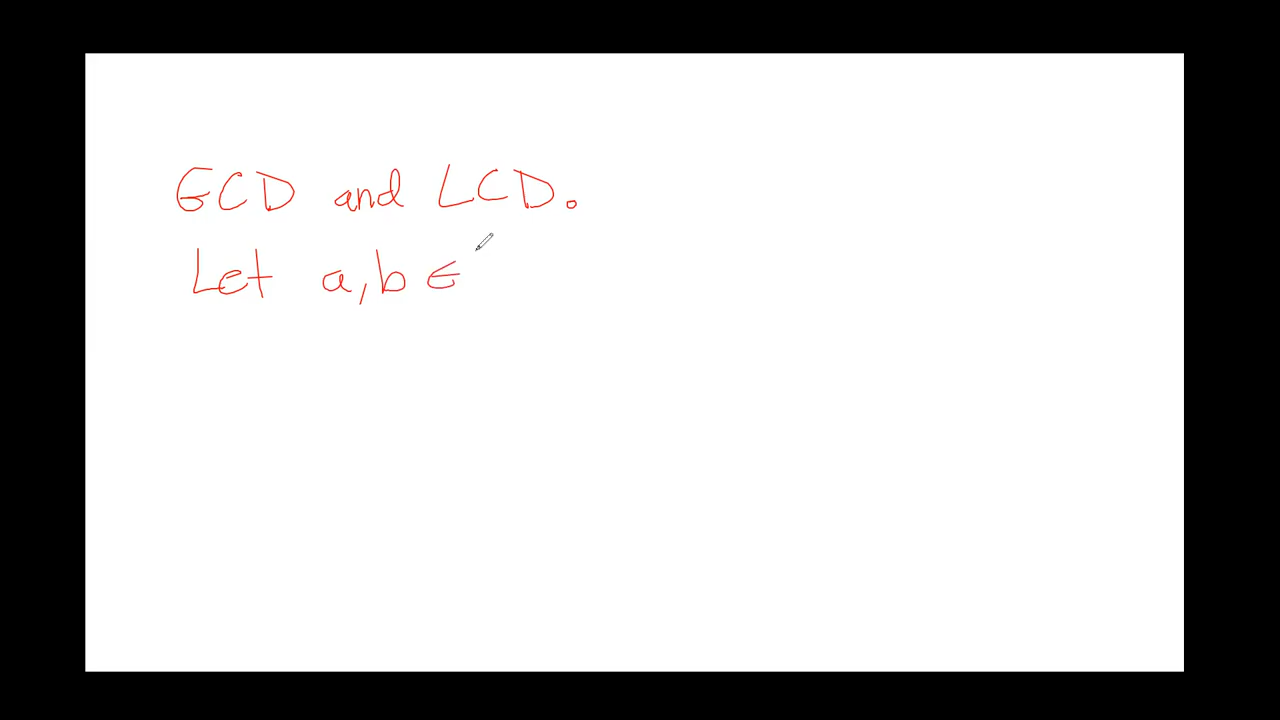 GCD and LCD.
Let a, b ∈